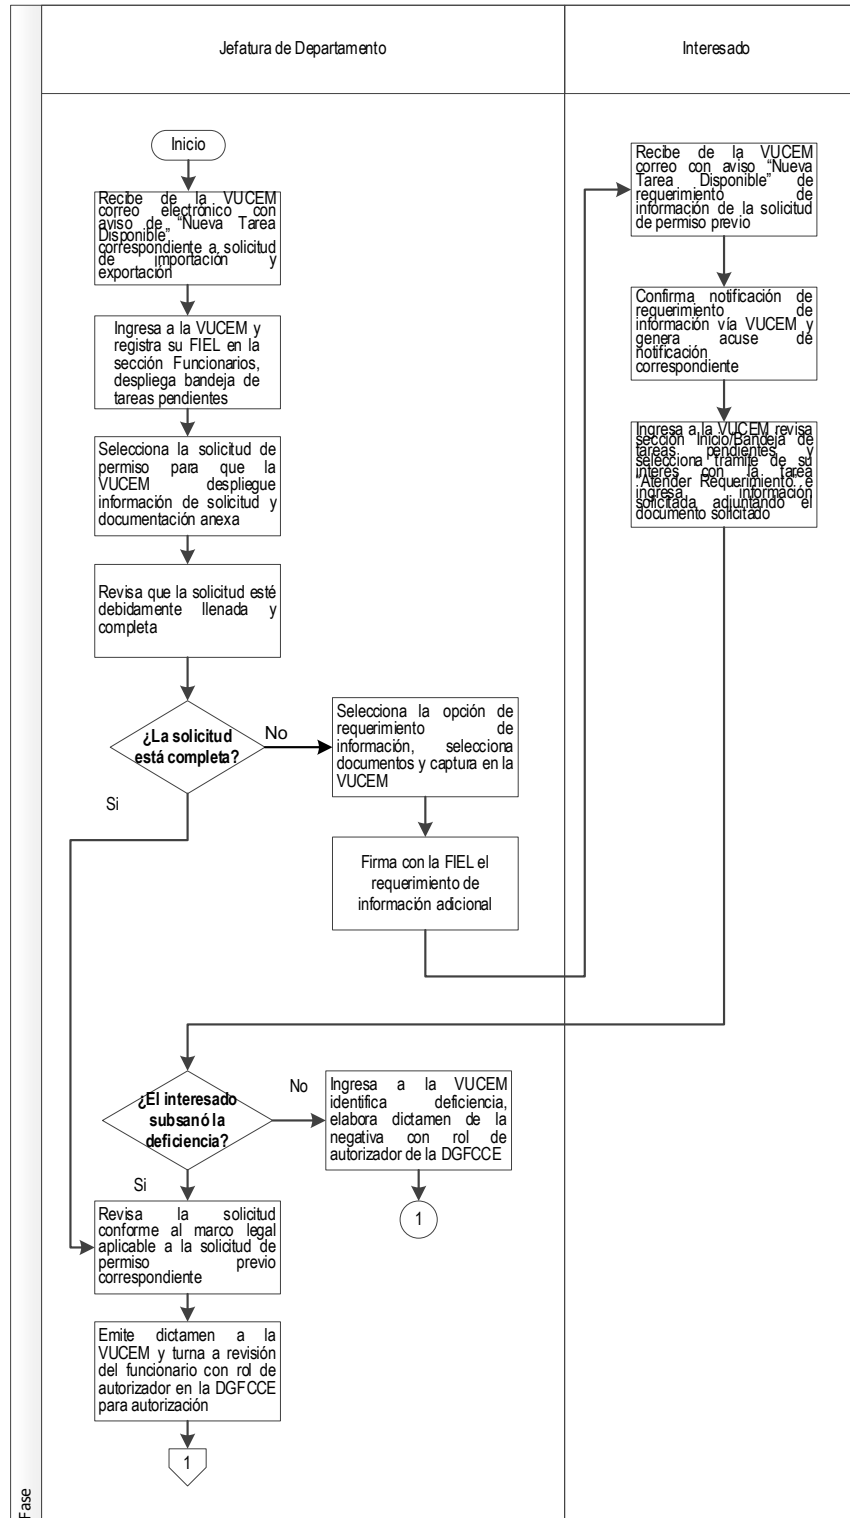 Jefatura de Departamento
Interesado
Inicio
Recibe de la VUCEM
correo electrónico con
aviso de “Nueva Tarea
Disponible”
correspondiente a solicitud
de importación y
exportación
Ingresa a la VUCEM y
registra su FIEL en la
sección Funcionarios,
despliega bandeja de
tareas pendientes
Selecciona la solicitud de
permiso para que la
VUCEM despliegue
información de solicitud y
documentación anexa
Revisa que la solicitud esté
debidamente llenada y
completa
¿La solicitud
está completa?
No
Si
Selecciona la opción de
requerimiento de
información, selecciona
documentos y captura en la
VUCEM
Firma con la FIEL el
requerimiento de
información adicional
Recibe de la VUCEM
correo con aviso “Nueva
Tarea Disponible” de
requerimiento de
información de la solicitud
de permiso previo
Confirma notificación de
requerimiento de
información vía VUCEM y
genera acuse de
notificación
correspondiente
Ingresa a la VUCEM revisa
sección Inicio/Bandeja de
tareas pendientes y
selecciona trámite de su
interés con la tarea
“Atender Requerimiento” e
ingresa información
solicitada adjuntando el
documento solicitado
¿El interesado
subsanó la
deficiencia?
No
Si
Ingresa a la VUCEM
identifica deficiencia,
elabora dictamen de la
negativa con rol de
autorizador de la DGFCCE
1
Revisa la solicitud
conforme al marco legal
aplicable a la solicitud de
permiso previo
correspondiente
Emite dictamen a la
VUCEM y turna a revisión
del funcionario con rol de
autorizador en la DGFCCE
para autorización
1
Fase